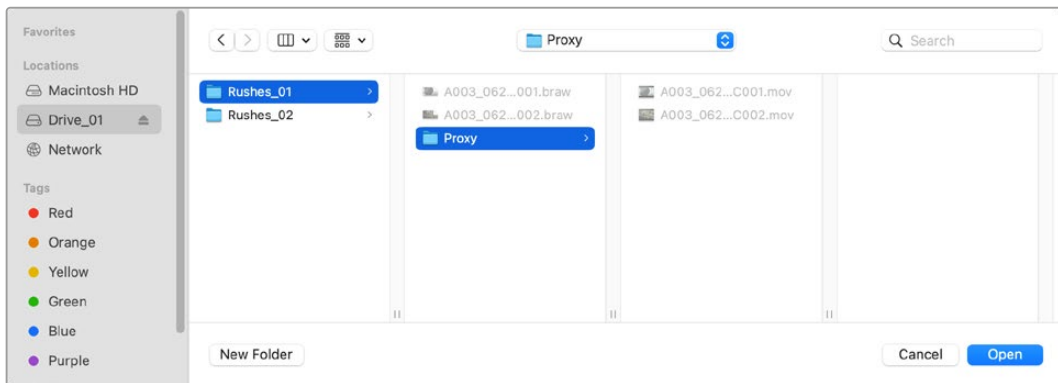 Favorites
Locations
Macintosh HD
Drive_01
Network
Tags
Red
Orange
Yellow
Green
Blue
Purple
Proxy
Search
Rushes_01
Rushes_02
A003_062...001.braw
A003_062...002.braw
Proxy
A003_062...C001.mov
A003_062...C002.mov
New Folder
Cancel
Open